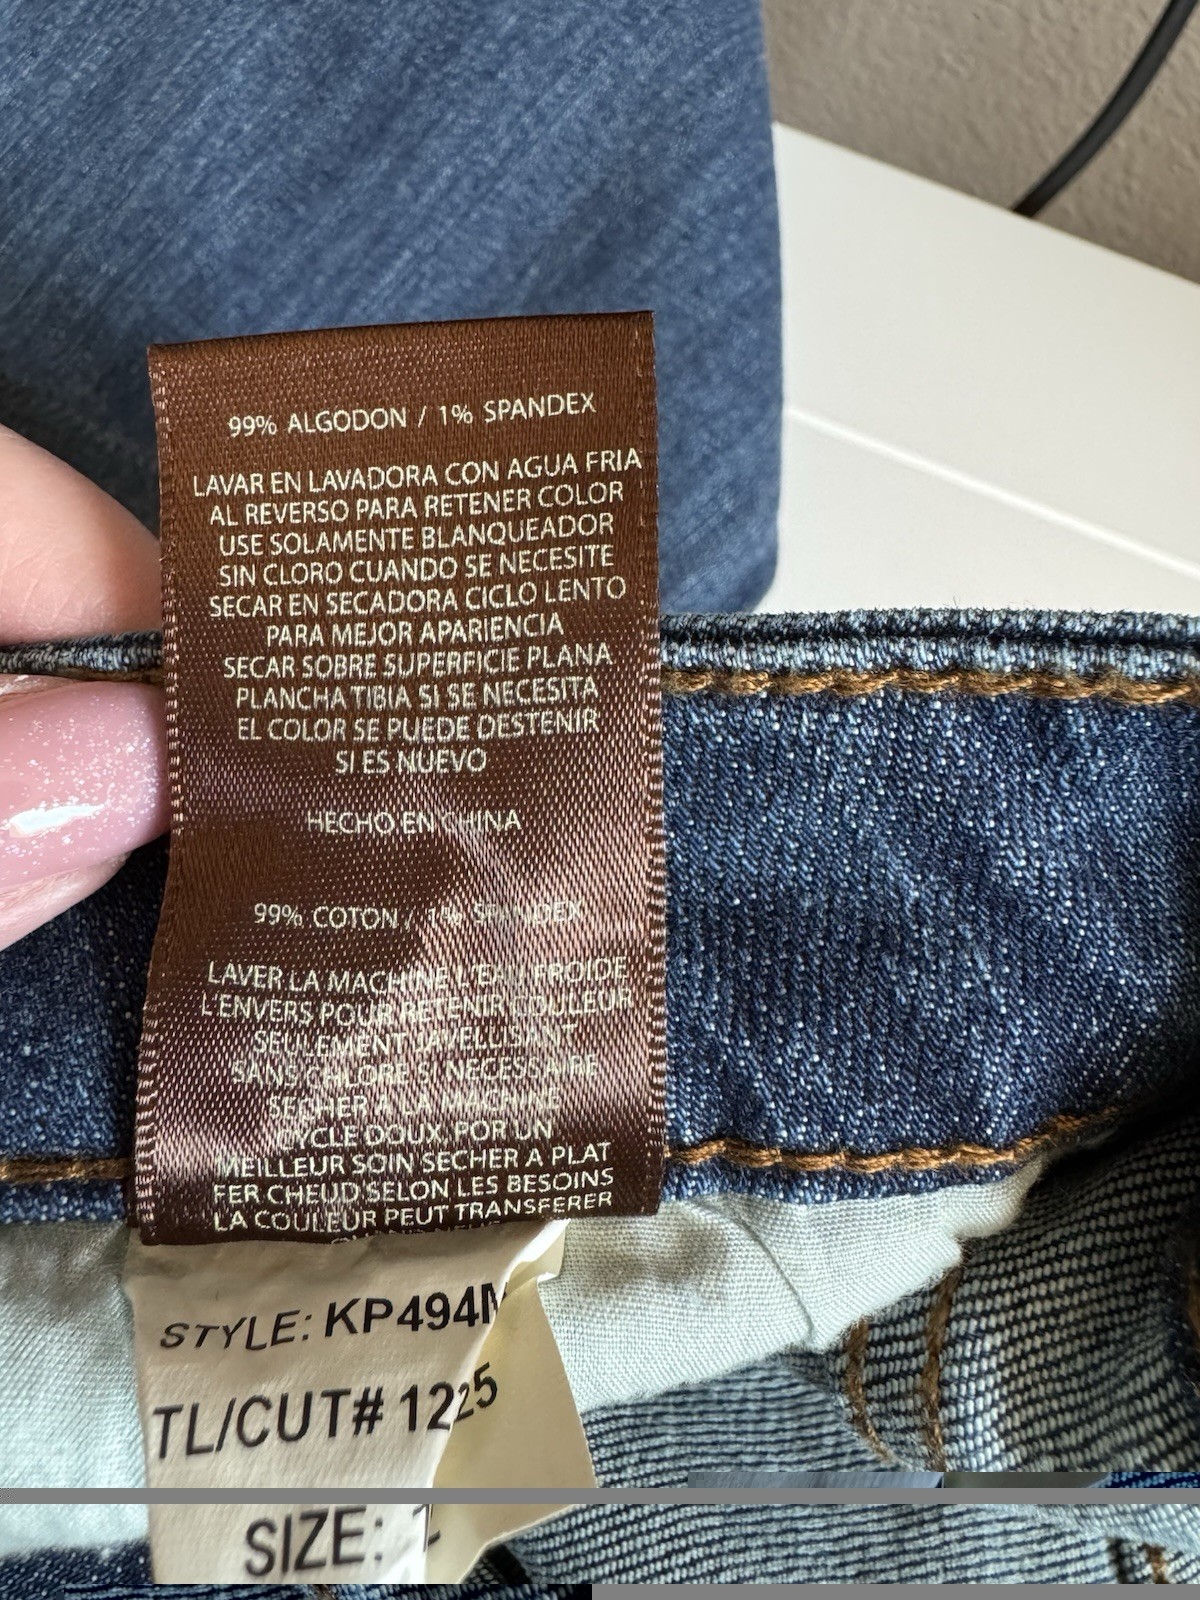 99% ALGODON / 1% SPANDEX
LAVAR EN LAVADORA CON AGUA FRIA
AL REVERSO PARA RETENER COLOR
USE SOLAMENTE BLANQUEADOR
SIN CLORO CUANDO SE NECESITE
SECAR EN SECADORA CICLO LENTO
PARA MEJOR APARIENCIA
SECAR SOBRE SUPERFICIE PLANA
PLANCHA TIBIA SI SE NECESITA
EL COLOR SE PUEDE DESTENIR
SI ES NUEVO
HECHO EN CHINA
99% COTON / 1% SPANDEX
LAVER LA MACHINE L'EAU FROIDE
L'ENVERS POUR RETENIR COULEUR
SEULEMENT JAVELLISANT
SANS CHLORE SI NECESSAIRE
SECHER A LA MACHINE
CYCLE DOUX, POR UN
MEILLEUR SOIN SECHER A PLAT
FER CHEUD SELON LES BESOINS
LA COULEUR PEUT TRANSFERER
STYLE: KP494
TL/CUT# 1225
SIZE: